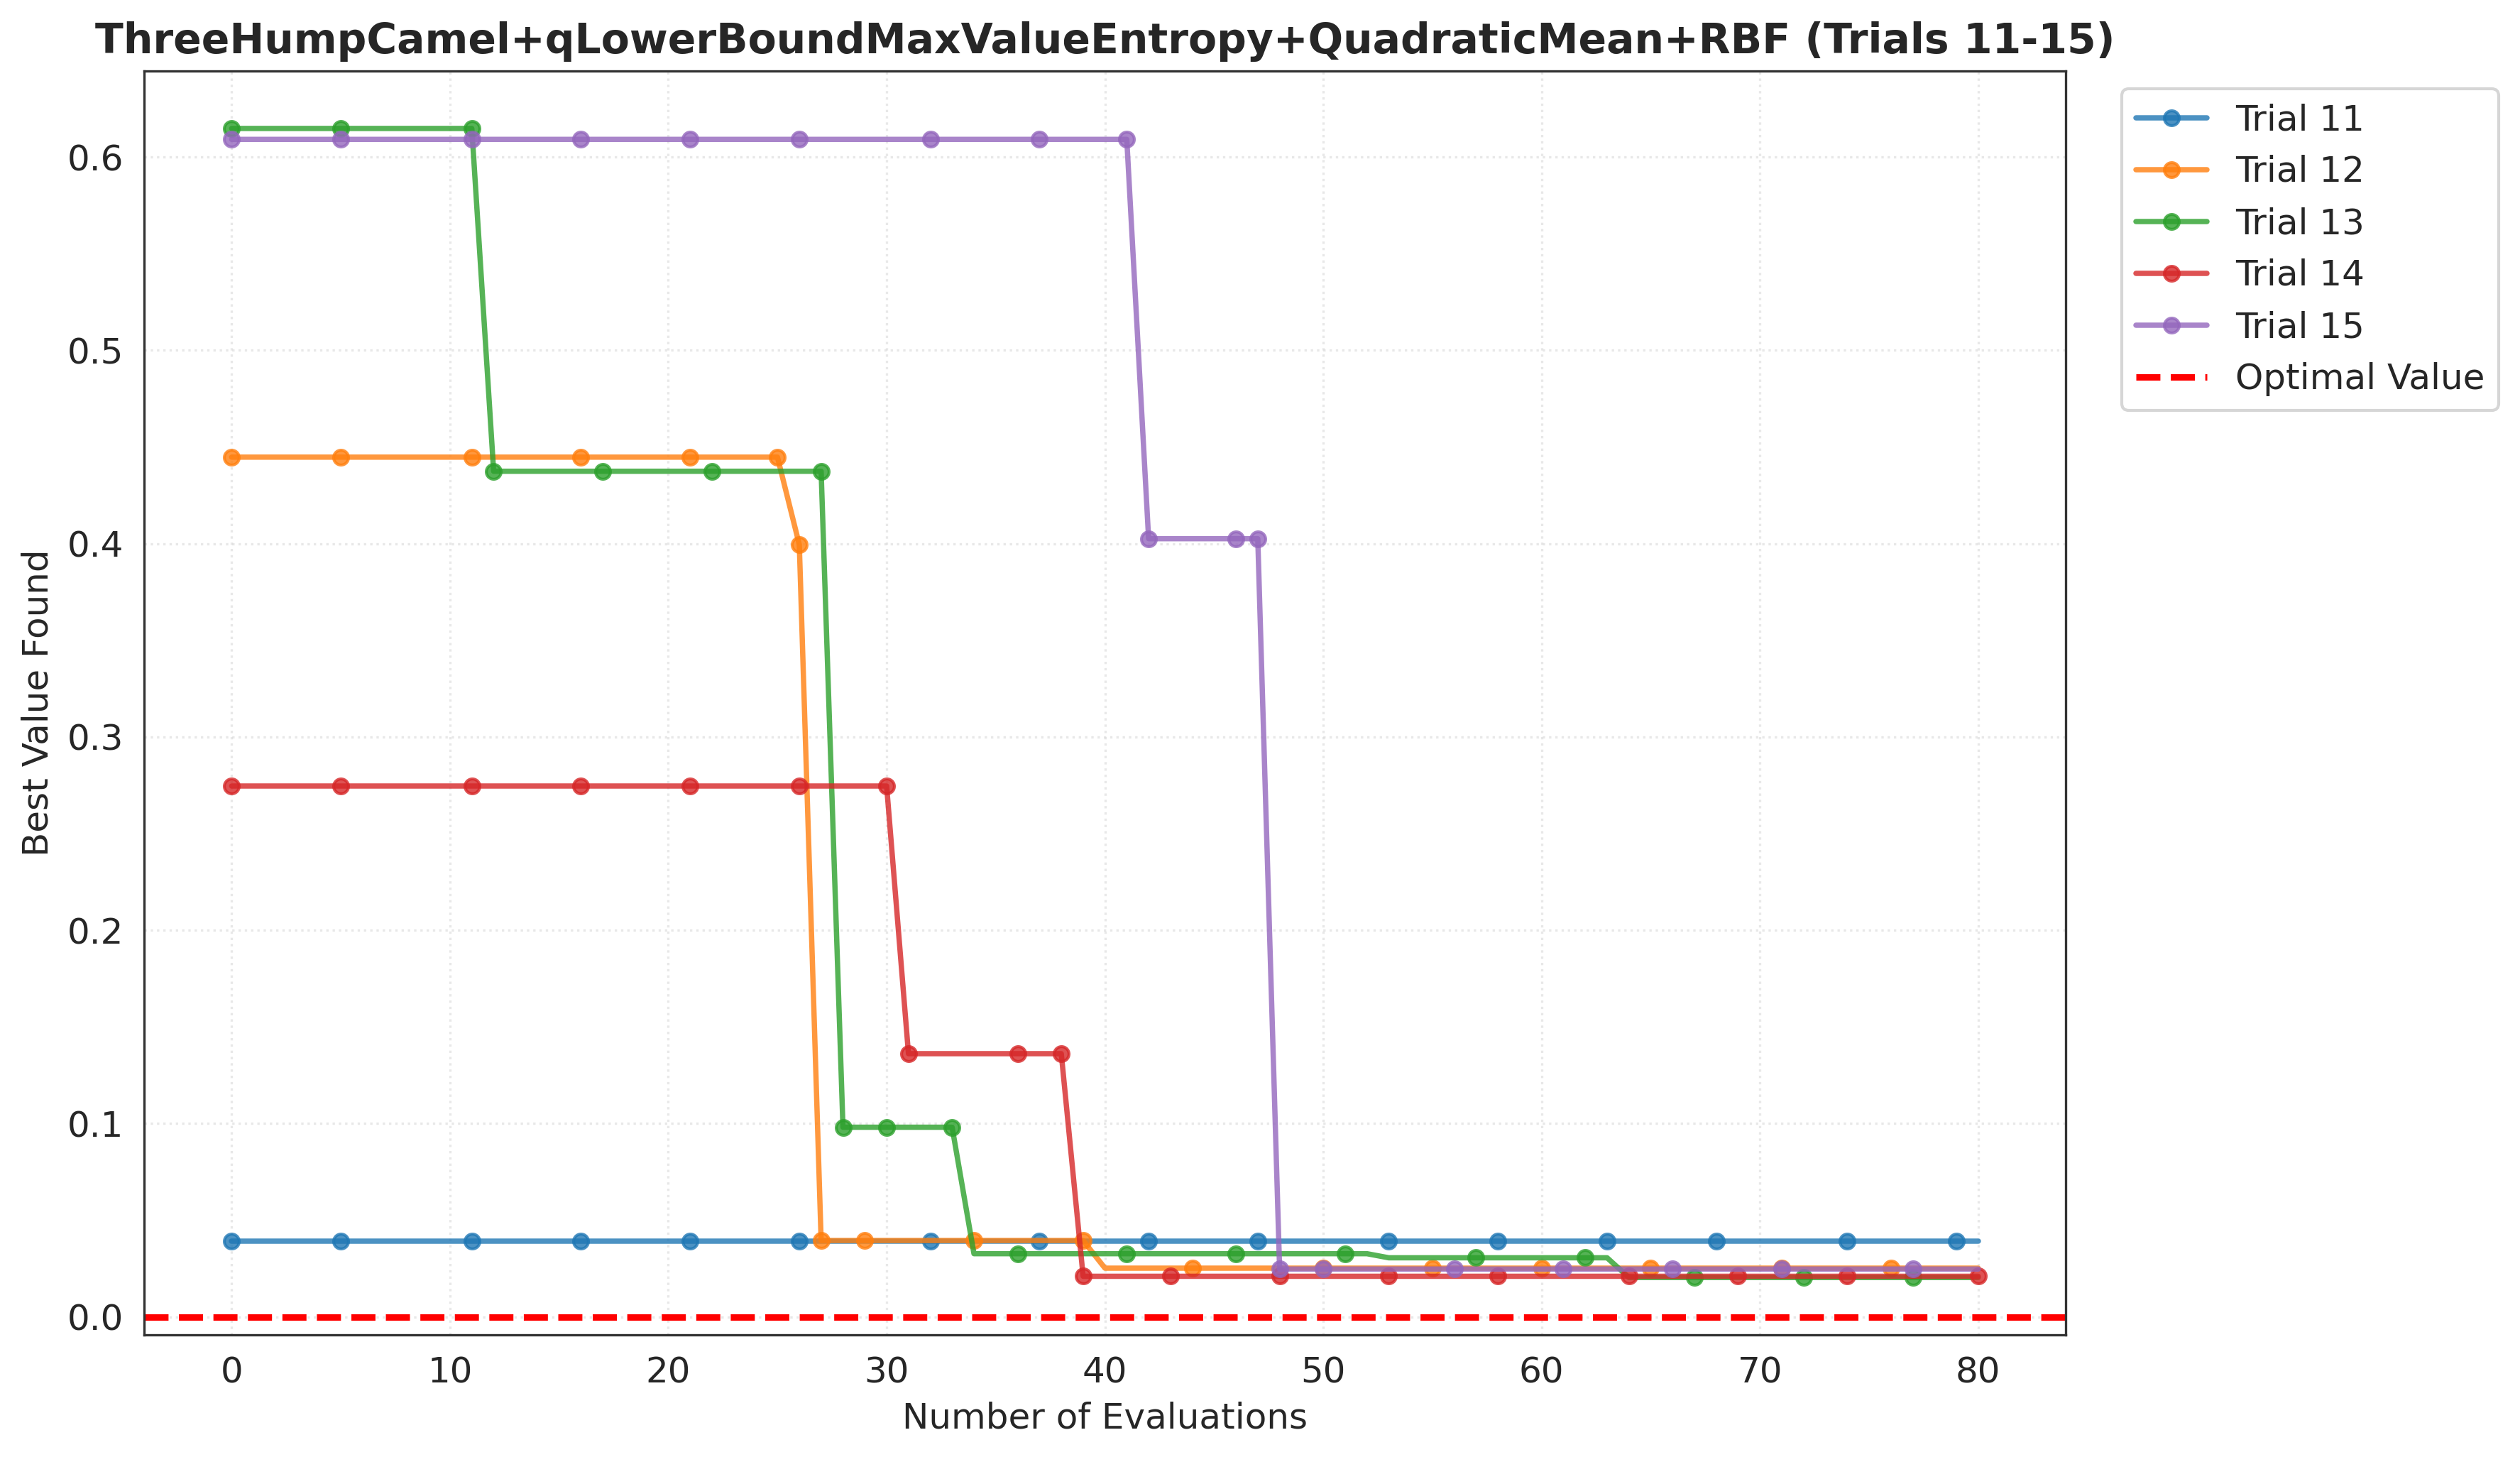 ThreeHumpCamel+qLowerBoundMaxValueEntropy+QuadraticMean+RBF (Trials 11-15)
Trial 11
Trial 12
Trial 13
Trial 14
Trial 15
Optimal Value
Best Value Found
0.6
0.5
0.4
0.3
0.2
0.1
0.0
0 10 20 30 40 50 60 70 80
Number of Evaluations